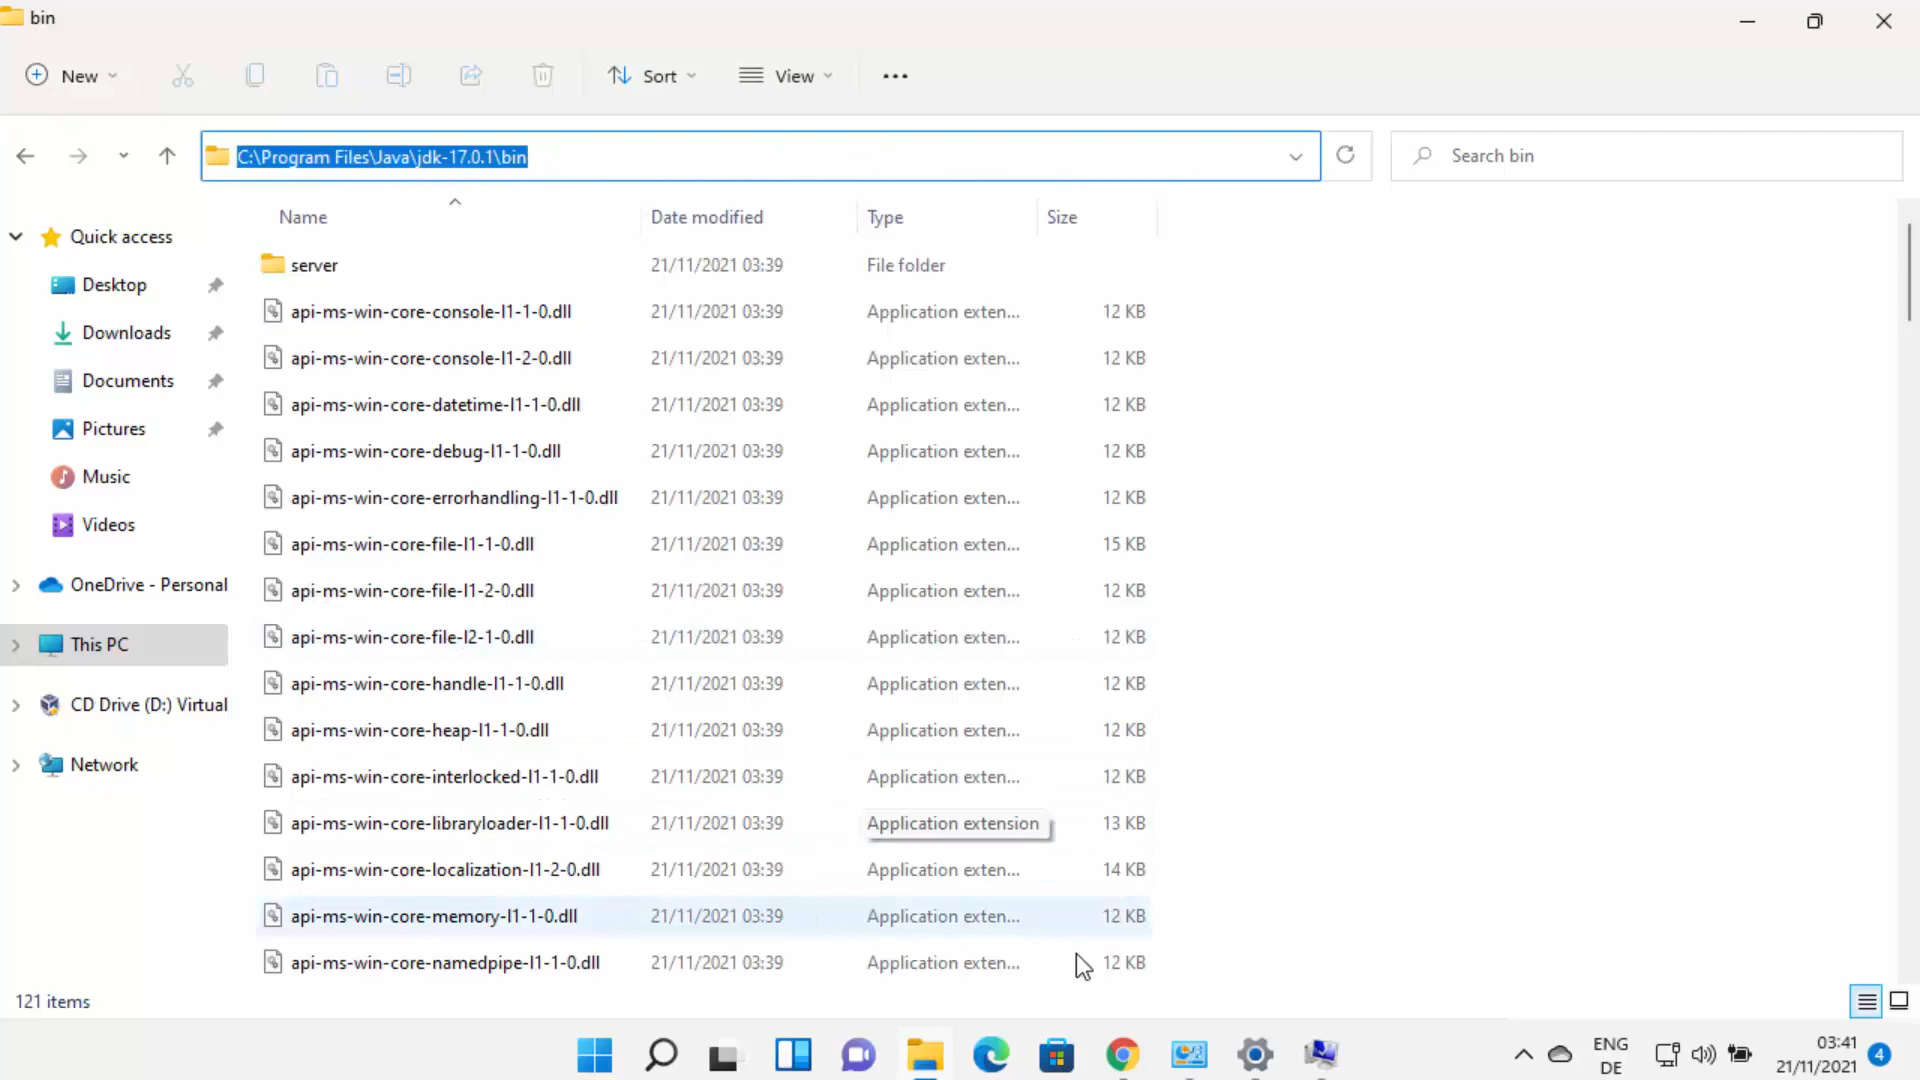 bin
New
Sort
View
C:\Program Files\Java\jdk-17.0.1\bin
Search bin
Name Date modified Type Size
Quick access
Desktop
Downloads
Documents
Pictures
Music
Videos
OneDrive - Personal
This PC
CD Drive (D:) Virtual
Network
server 21/11/2021 03:39 File folder
api-ms-win-core-console-l1-1-0.dll 21/11/2021 03:39 Application exten... 12 KB
api-ms-win-core-console-l1-2-0.dll 21/11/2021 03:39 Application exten... 12 KB
api-ms-win-core-datetime-l1-1-0.dll 21/11/2021 03:39 Application exten... 12 KB
api-ms-win-core-debug-l1-1-0.dll 21/11/2021 03:39 Application exten... 12 KB
api-ms-win-core-errorhandling-l1-1-0.dll 21/11/2021 03:39 Application exten... 12 KB
api-ms-win-core-file-l1-1-0.dll 21/11/2021 03:39 Application exten... 15 KB
api-ms-win-core-file-l1-2-0.dll 21/11/2021 03:39 Application exten... 12 KB
api-ms-win-core-file-l2-1-0.dll 21/11/2021 03:39 Application exten... 12 KB
api-ms-win-core-handle-l1-1-0.dll 21/11/2021 03:39 Application exten... 12 KB
api-ms-win-core-heap-l1-1-0.dll 21/11/2021 03:39 Application exten... 12 KB
api-ms-win-core-interlocked-l1-1-0.dll 21/11/2021 03:39 Application exten... 12 KB
api-ms-win-core-libraryloader-l1-1-0.dll 21/11/2021 03:39 Application extension 13 KB
api-ms-win-core-localization-l1-2-0.dll 21/11/2021 03:39 Application exten... 14 KB
api-ms-win-core-memory-l1-1-0.dll 21/11/2021 03:39 Application exten... 12 KB
api-ms-win-core-namedpipe-l1-1-0.dll 21/11/2021 03:39 Application exten... 12 KB
121 items
ENG
DE
03:41
21/11/2021
4